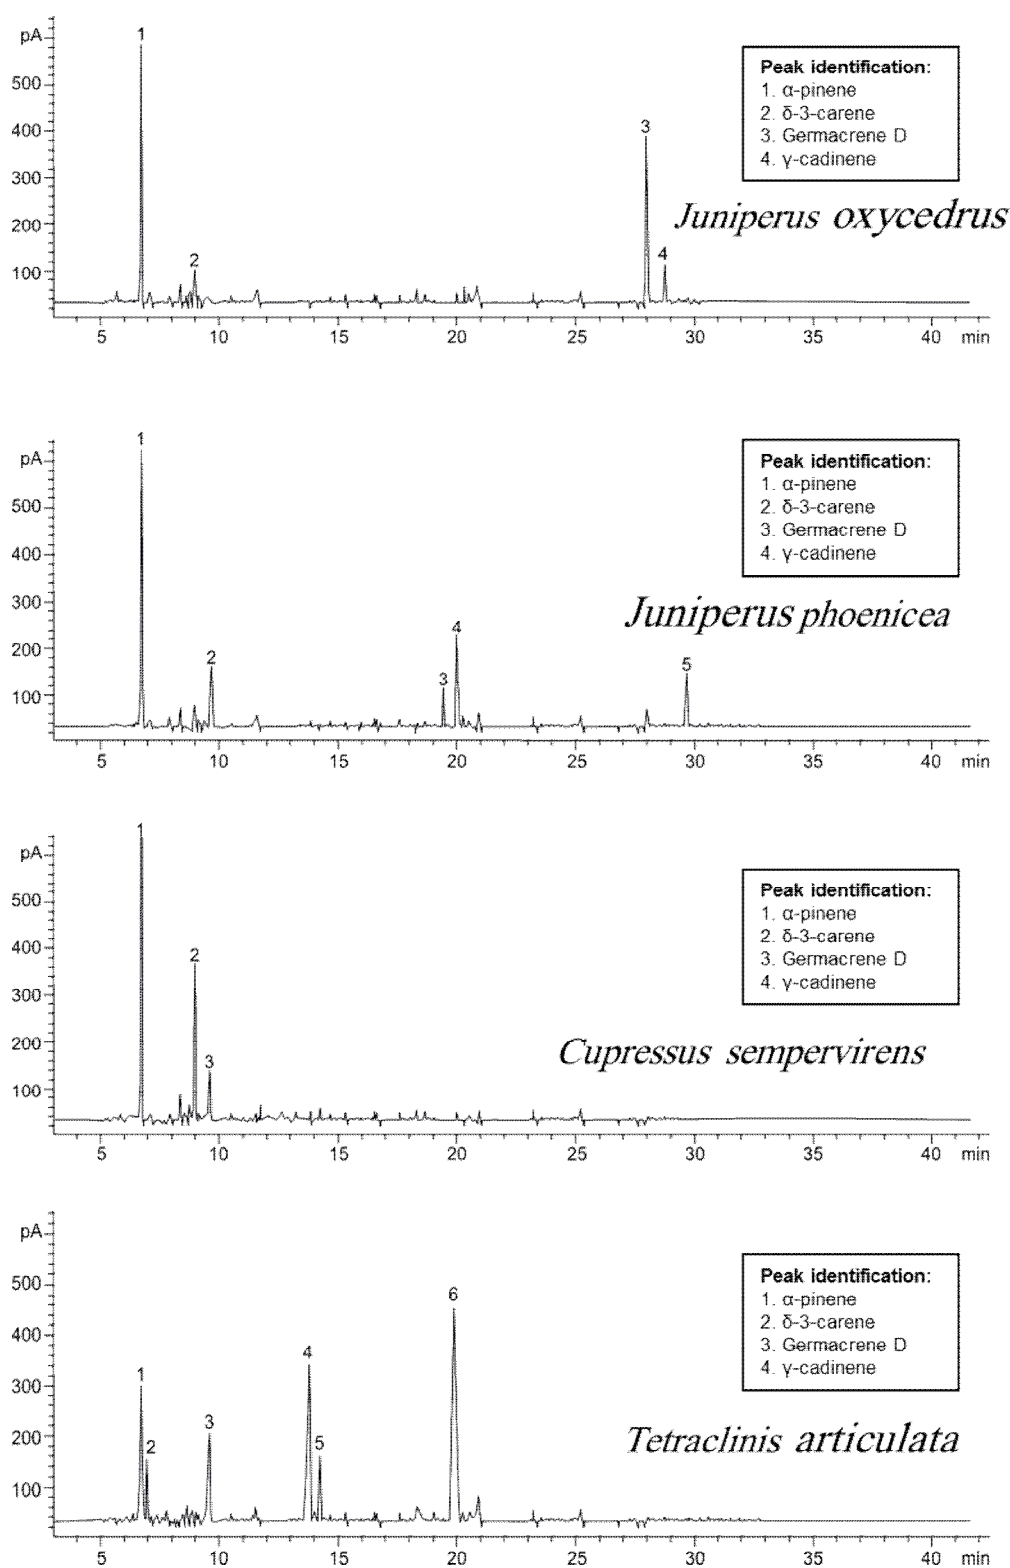 pA
500
400
300
200
100
1
2
3
4
Peak identification:
1. α-pinene
2. δ-3-carene
3. Germacrene D
4. γ-cadinene
Juniperus oxycedrus
5 10 15 20 25 30 35 40 min
pA
500
400
300
200
100
1
2
3
4
5
Peak identification:
1. α-pinene
2. δ-3-carene
3. Germacrene D
4. γ-cadinene
Juniperus phoenicea
5 10 15 20 25 30 35 40 min
pA
500
400
300
200
100
1
2
3
Peak identification:
1. α-pinene
2. δ-3-carene
3. Germacrene D
4. γ-cadinene
Cupressus sempervirens
5 10 15 20 25 30 35 40 min
pA
500
400
300
200
100
1
2
3
4
5
6
Peak identification:
1. α-pinene
2. δ-3-carene
3. Germacrene D
4. γ-cadinene
Tetraclinis articulata
5 10 15 20 25 30 35 40 min